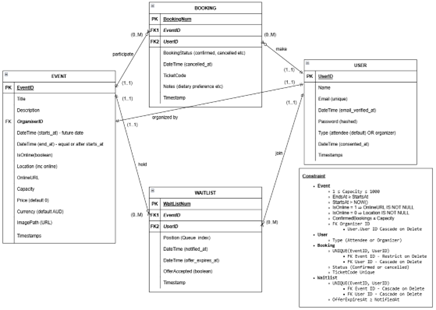 BOOKING
PK BookingNum
FK1 EventID
FK2 UserID
BookingStatus (confirmed, cancelled etc)
DateTime (cancelled_at)
TicketCode
Notes (dietary preference etc)
Timestamp
participate
(0, M)
(0, M)
make
(1, 1)
(1, 1)
EVENT
PK EventID
Title
Description
FK OrganiserID
DateTime (starts_at) - future date
DateTime (end_at) - equal or after starts_at
IsOnline(boolean)
Location (inc online)
OnlineURL
Capacity
Price (default 0)
Currency (default AUD)
ImagePath (URL)
Timestamps
(1, 1)
organized by
(1, 1)
hold
join
(0, M)
(0, M)
USER
PK UserID
Name
Email (unique)
DateTime (email_verified_at)
Password (hashed)
Type (attendee (default) OR organizer)
DateTime (consented_at)
Timestamps
WAITLIST
PK WaitListNum
FK1 EventID
FK2 UserID
Position (Queue index)
DateTime (notified_at)
DateTime (offer_expires_at)
OfferAccepted (boolean)
Timestamp
Constraint
Event
1 ≤ Capacity ≤ 1000
EndsAt ≥ StartsAt
StartsAt > NOW()
IsOnline = 1 ⇒ OnlineURL IS NOT NULL
IsOnline = 0 ⇒ Location IS NOT NULL
ConfirmedBookings ≤ Capacity
FK Organizer ID
User.User ID Cascade on Delete
User
Type (Attendee or Organizer)
Booking
UNIQUE(EventID, UserID)
FK Event ID - Restrict on Delete
FK User ID - Cascade on Delete
Status (Confirmed or cancelled)
TicketCode Unique
Waitlist
UNIQUE(EventID, UserID)
FK Event ID - Cascade on Delete
FK User ID - Cascade on Delete
OfferExpiresAt ≥ NotifiedAt